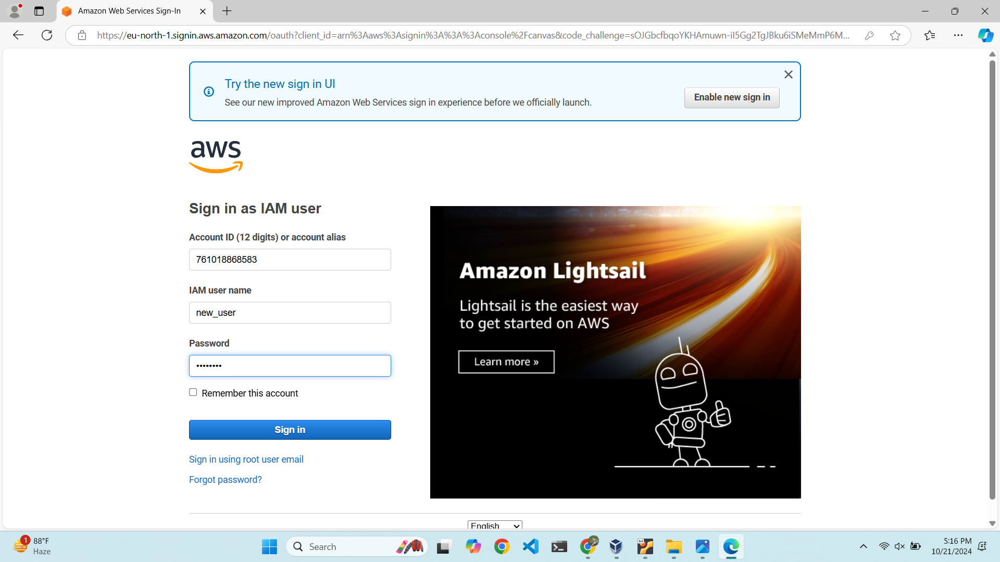 Amazon Web Services Sign-In
https://eu-north-1.signin.aws.amazon.com/oauth?client_id=arn%3Aaws%3Asignin%3A%3A%3Aconsole%2Fcanvas&code_challenge=sOJGbcfbqoYKHAmuwn-iI5Gg2TgJBku6iSMeMmP6M...
Try the new sign in UI
See our new improved Amazon Web Services sign in experience before we officially launch.
Enable new sign in
aws
Sign in as IAM user
Account ID (12 digits) or account alias
761018868583
IAM user name
new_user
Password
••••••••
Remember this account
Sign in
Sign in using root user email
Forgot password?
Amazon Lightsail
Lightsail is the easiest way
to get started on AWS
Learn more »
English
1
88°F
Haze
Search
64
5:16 PM
10/21/2024